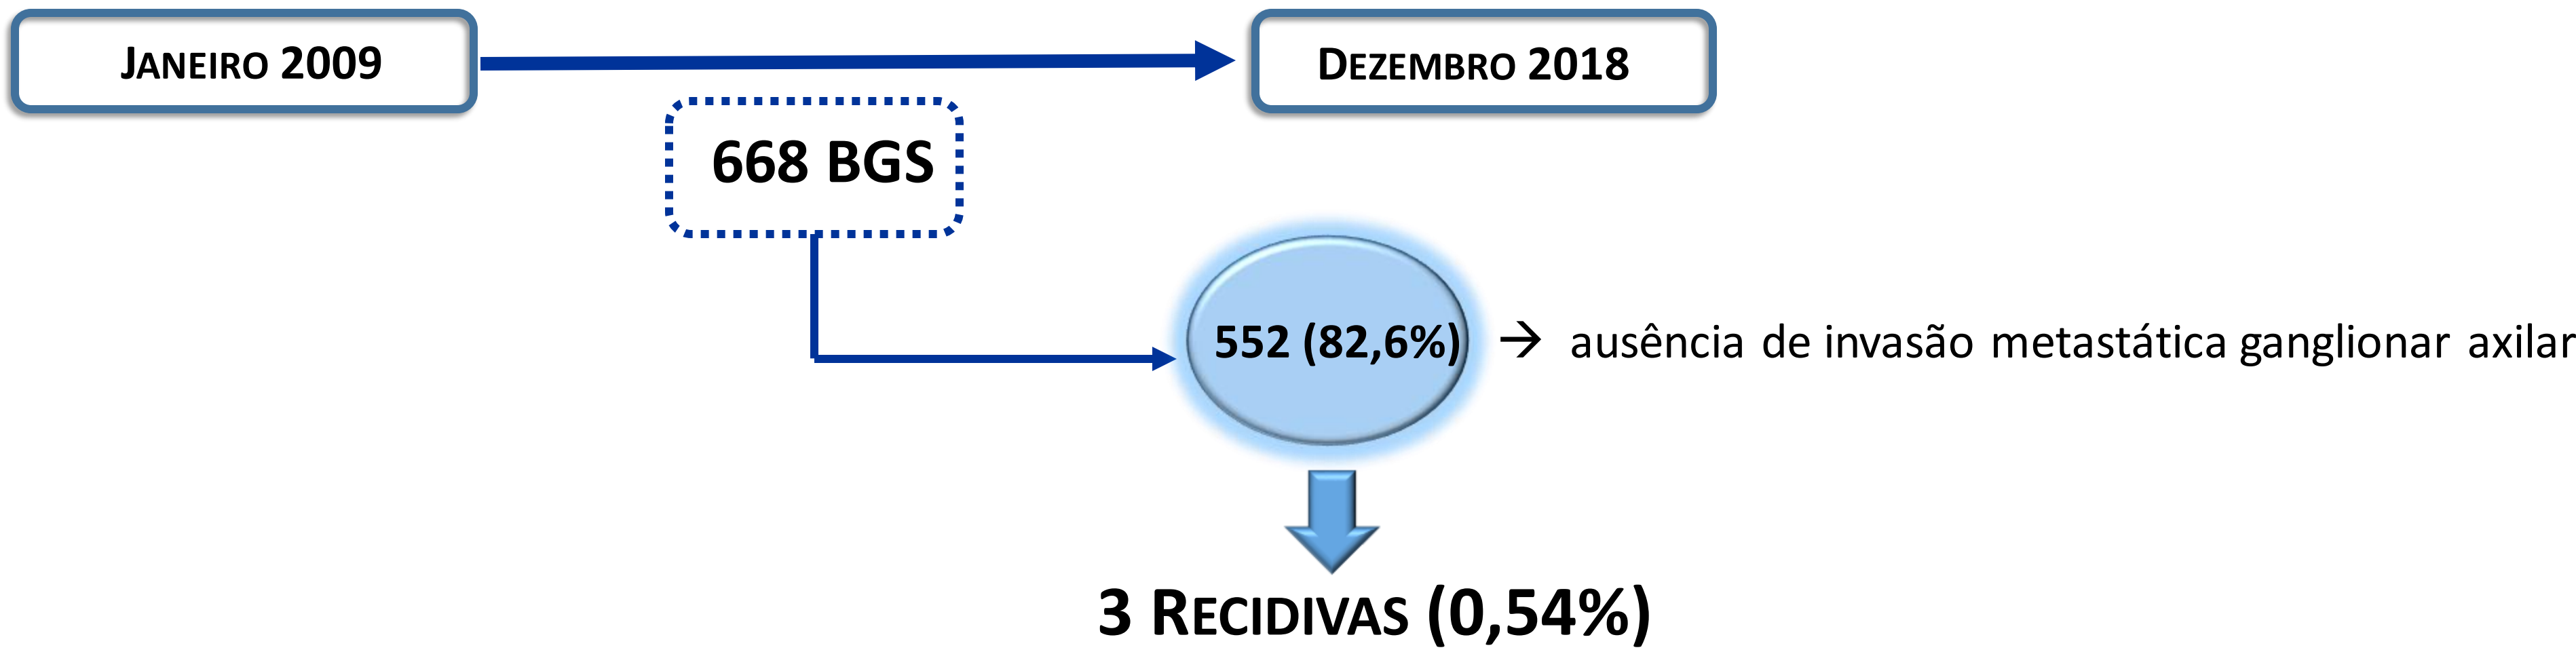 JANEIRO 2009
DEZEMBRO 2018
668 BGS
552 (82,6%) → ausência de invasão metastática ganglionar axilar
3 RECIDIVAS (0,54%)